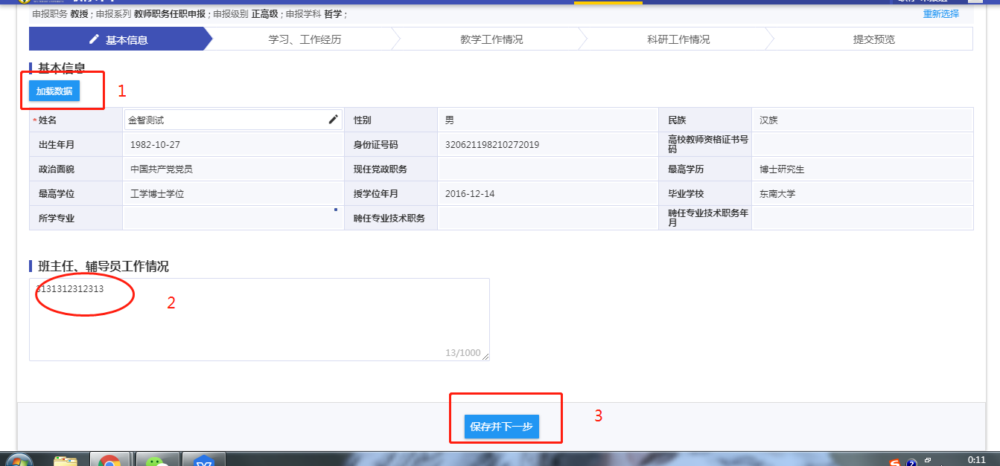 申报职务 教授 ; 申报系列 教师职务任职申报 ; 申报级别 正高级 ; 申报学科 哲学 ; 重新选择
基本信息 学习、工作经历 教学工作情况 科研工作情况 提交预览
基本信息
加载数据 1
*姓名 金智测试 性别 男 民族 汉族
出生年月 1982-10-27 身份证号码 320621198210272019 高校教师资格证书号码
政治面貌 中国共产党党员 现任党政职务 最高学历 博士研究生
最高学位 工学博士学位 授学位年月 2016-12-14 毕业学校 东南大学
所学专业 聘任专业技术职务 聘任专业技术职务年月
班主任、辅导员工作情况
3131312312313
2
13/1000
保存并下一步 3
0:11